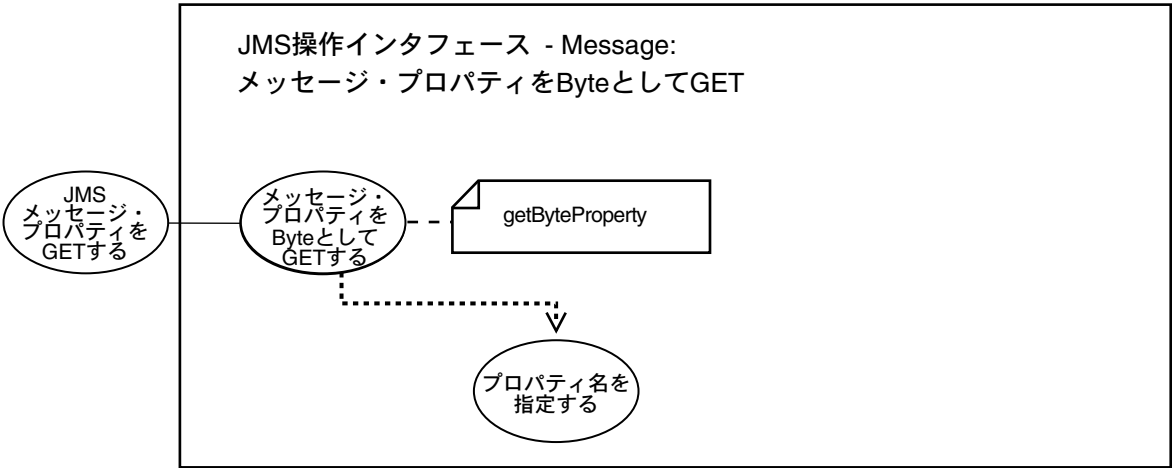 JMS操作インタフェース - Message:
メッセージ・プロパティをByteとしてGET
JMS
メッセージ・
プロパティを
GETする
メッセージ・
プロパティを
Byteとして
GETする
getByteProperty
プロパティ名を
指定する